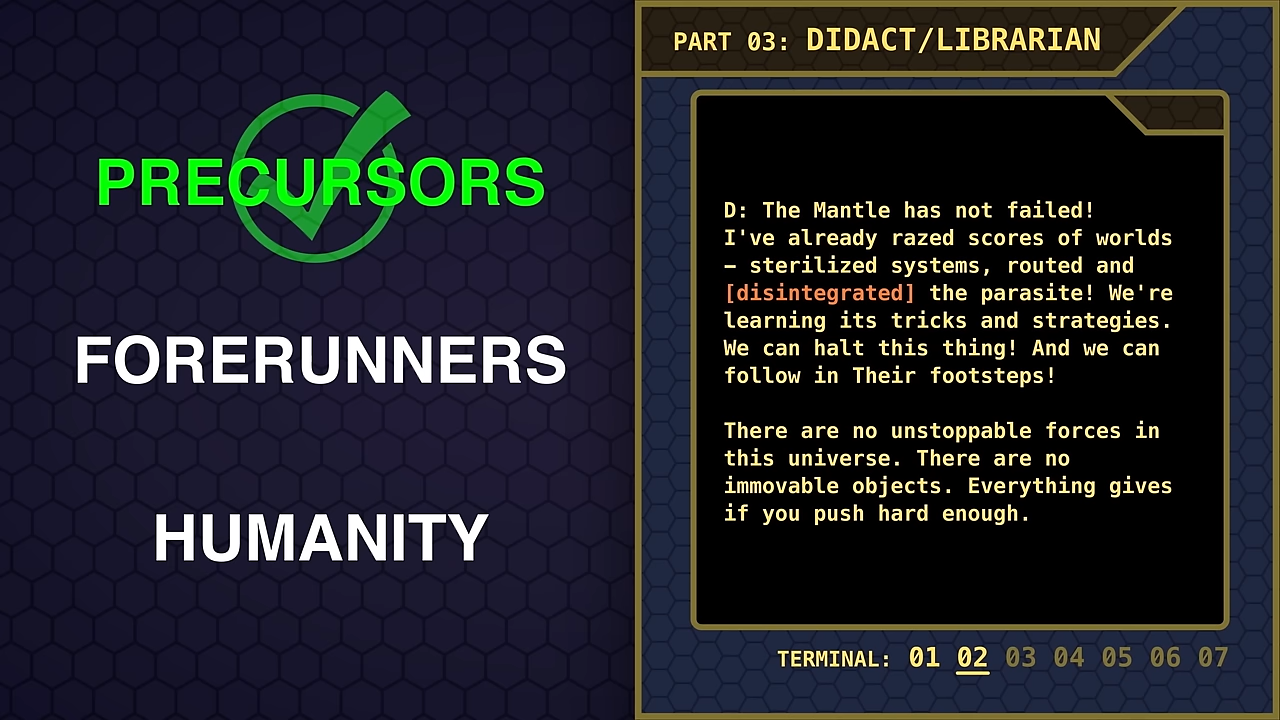 PRECURSORS
FORERUNNERS
HUMANITY
PART 03: DIDACT/LIBRARIAN
D: The Mantle has not failed!
I've already razed scores of worlds
– sterilized systems, routed and
[disintegrated] the parasite! We're
learning its tricks and strategies.
We can halt this thing! And we can
follow in Their footsteps!
There are no unstoppable forces in
this universe. There are no
immovable objects. Everything gives
if you push hard enough.
TERMINAL: 01 02 03 04 05 06 07